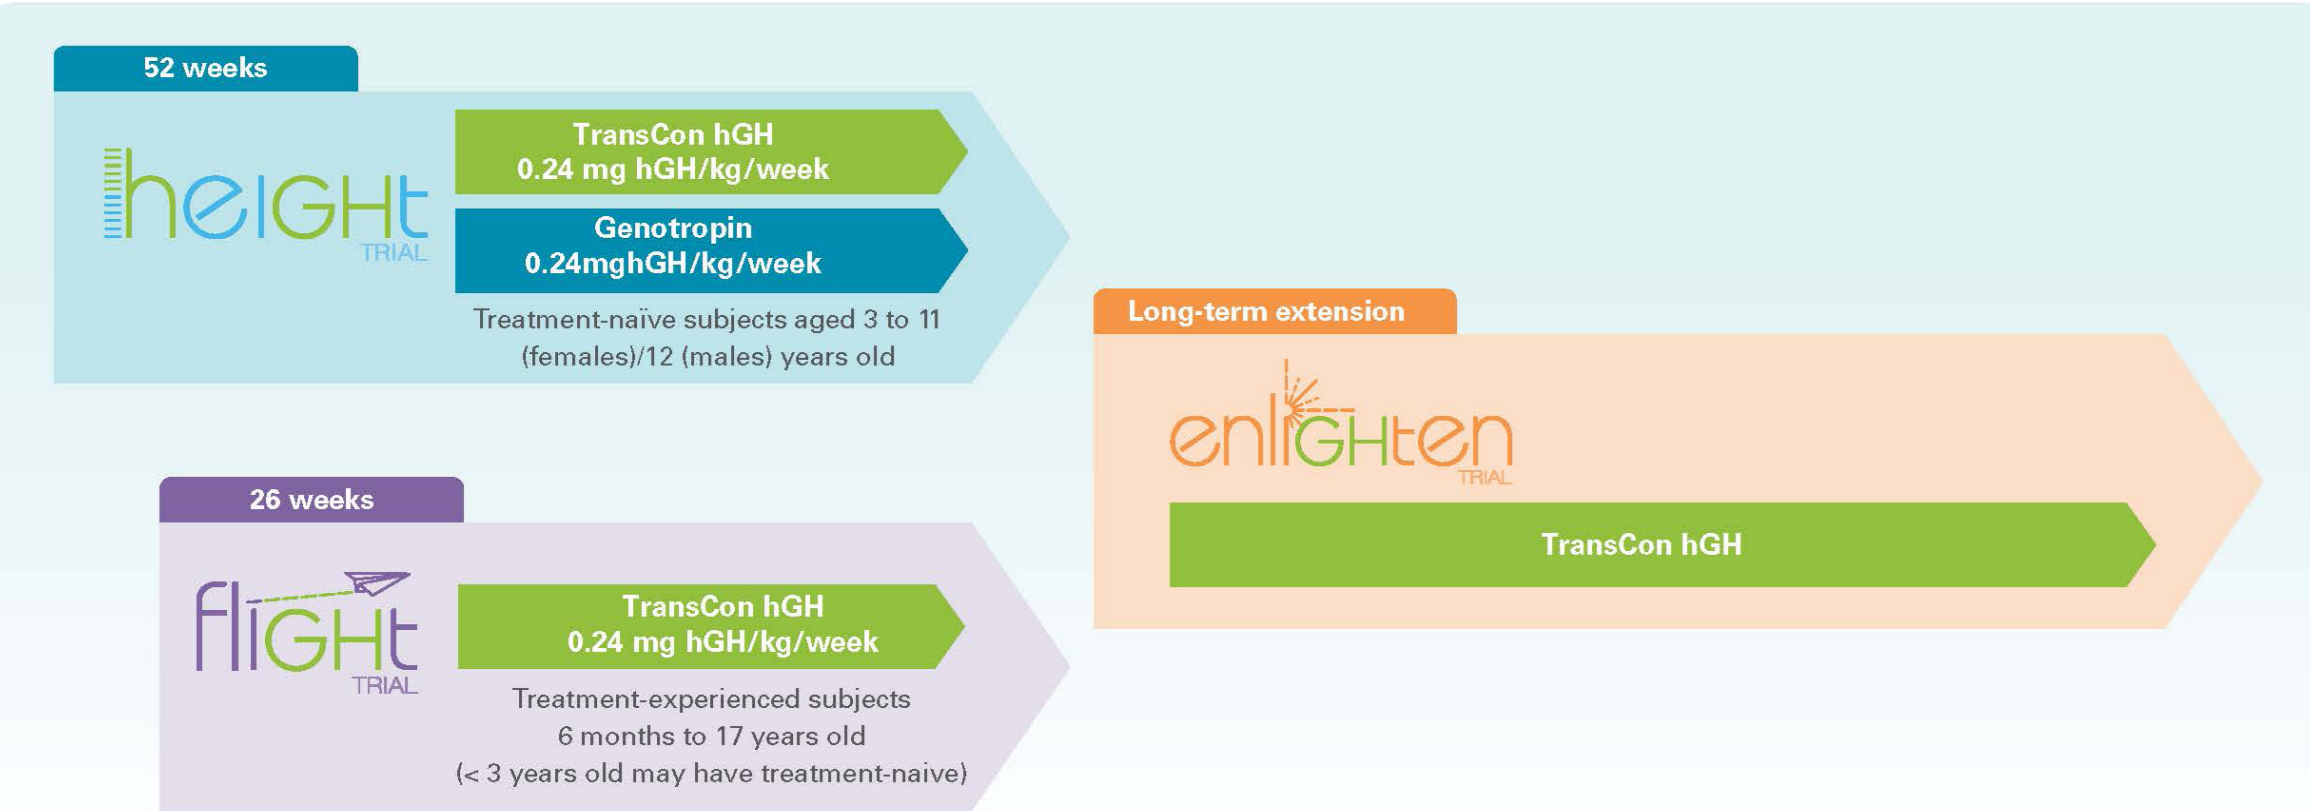 52 weeks
heiGHt
TRIAL
TransCon hGH
0.24 mg hGH/kg/week
Genotropin
0.24mghGH/kg/week
Treatment-naïve subjects aged 3 to 11
(females)/12 (males) years old
Long-term extension
enliGHten
TRIAL
TransCon hGH
26 weeks
fliGHt
TRIAL
TransCon hGH
0.24 mg hGH/kg/week
Treatment-experienced subjects
6 months to 17 years old
(< 3 years old may have treatment-naive)